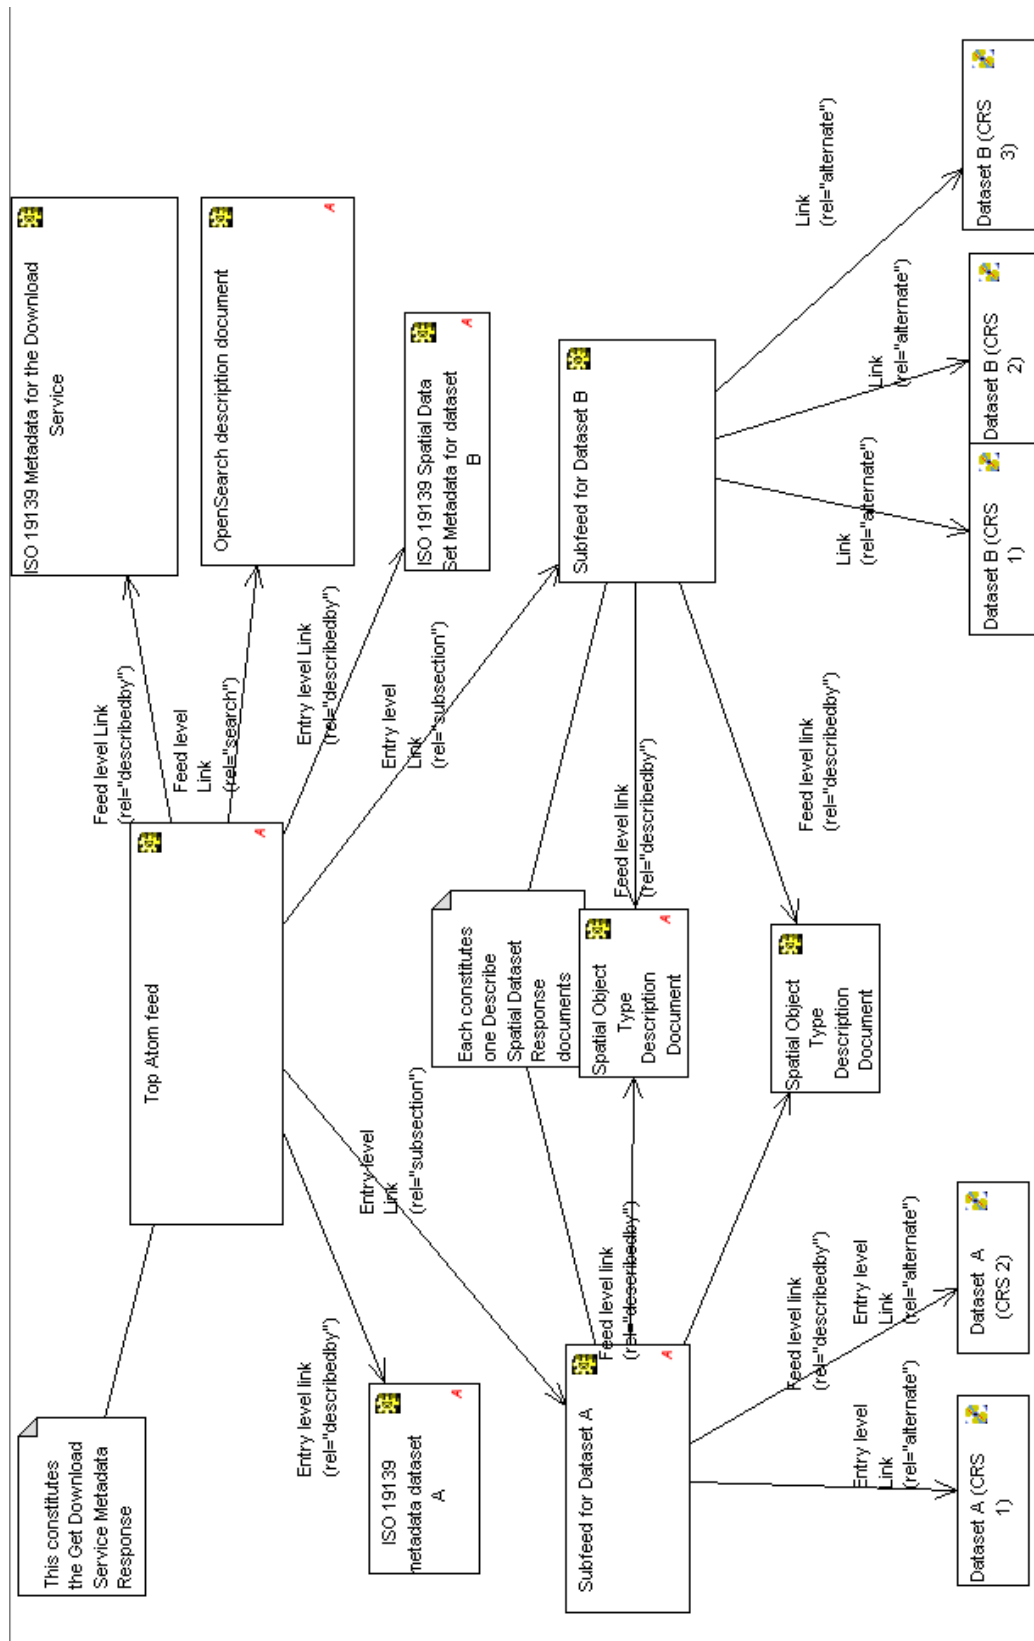 This constitutes
the Get Download
Service Metadata
Response
Top Atom feed
ISO 19139 Metadata for the Download
Service
OpenSearch description document
Feed level Link
(rel="describedby")
Feed level
Link
(rel="search")
Entry level Link
(rel="describedby")
Entry level
Link
(rel="subsection")
ISO 19139 Spatial Data
Set Metadata for dataset
B
Entry level link
(rel="describedby")
Entry level
Link
(rel="subsection")
ISO 19139
metadata dataset
A
Each constitutes
one Describe
Spatial Dataset
Response
documents
Subfeed for Dataset A
Subfeed for Dataset B
Feed level link
(rel="describedby")
Spatial Object
Type
Description
Document
Feed level link
(rel="describedby")
Feed level link
(rel="describedby")
Spatial Object
Type
Description
Document
Feed level link
(rel="describedby")
Entry level
Link
(rel="alternate")
Entry level
Link
(rel="alternate")
Link
(rel="alternate")
Link
(rel="alternate")
Link
(rel="alternate")
Dataset A (CRS
1)
Dataset A
(CRS 2)
Dataset B (CRS
1)
Dataset B (CRS
2)
Dataset B (CRS
3)
A
A
A
A
A
A